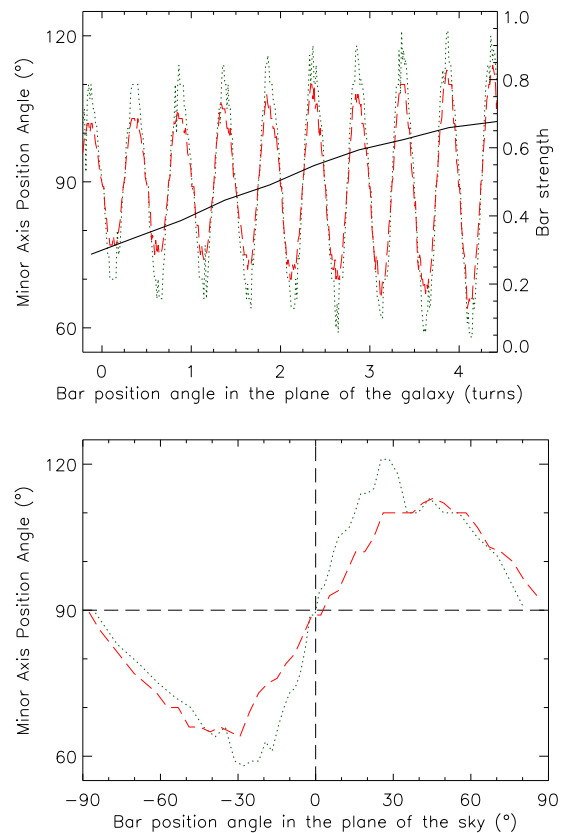 120
90
60
Minor Axis Position Angle (°)
1.0
0.8
0.6
0.4
0.2
0.0
Bar strength
0 1 2 3 4
Bar position angle in the plane of the galaxy (turns)
120
90
60
Minor Axis Position Angle (°)
−90 −60 −30 0 30 60 90
Bar position angle in the plane of the sky (°)